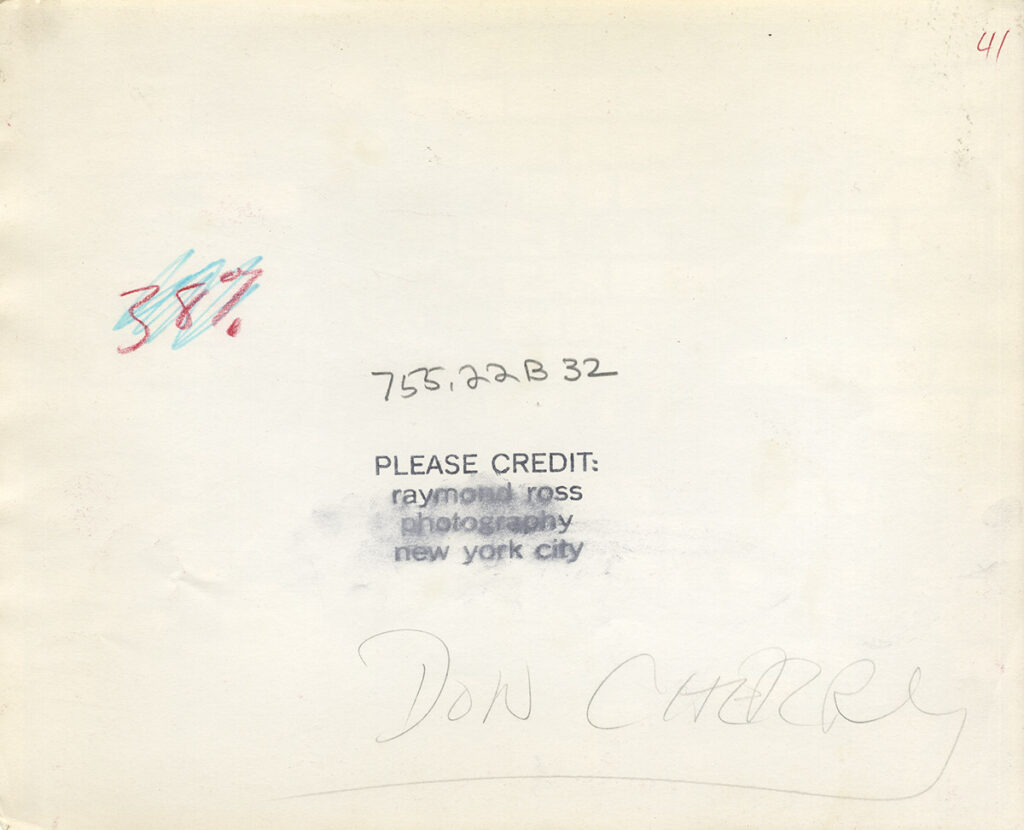 41
38%
755.22B 32
PLEASE CREDIT:
raymond ross
photography
new york city
DON CHERRY